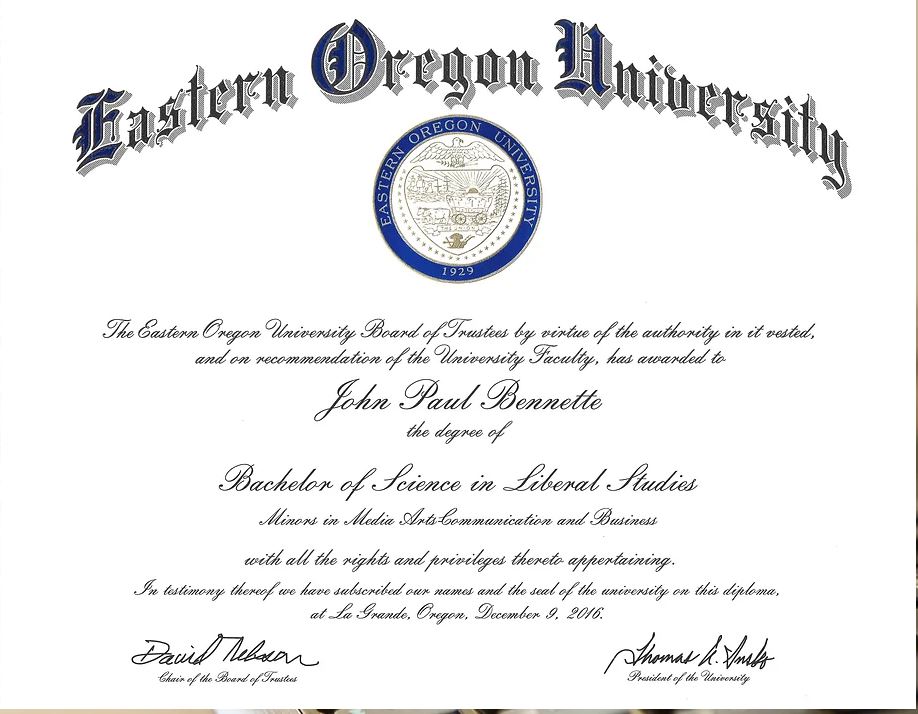 Eastern Oregon University
EASTERN OREGON UNIVERSITY
THE UNION
1929
The Eastern Oregon University Board of Trustees by virtue of the authority in it vested,
and on recommendation of the University Faculty, has awarded to
John Paul Bennette
the degree of
Bachelor of Science in Liberal Studies
Minors in Media Arts-Communication and Business
with all the rights and privileges thereto appertaining.
In testimony thereof we have subscribed our names and the seal of the university on this diploma,
at La Grande, Oregon, December 9, 2016.
David Thomas A.
Chair of the Board of Trustees President of the University